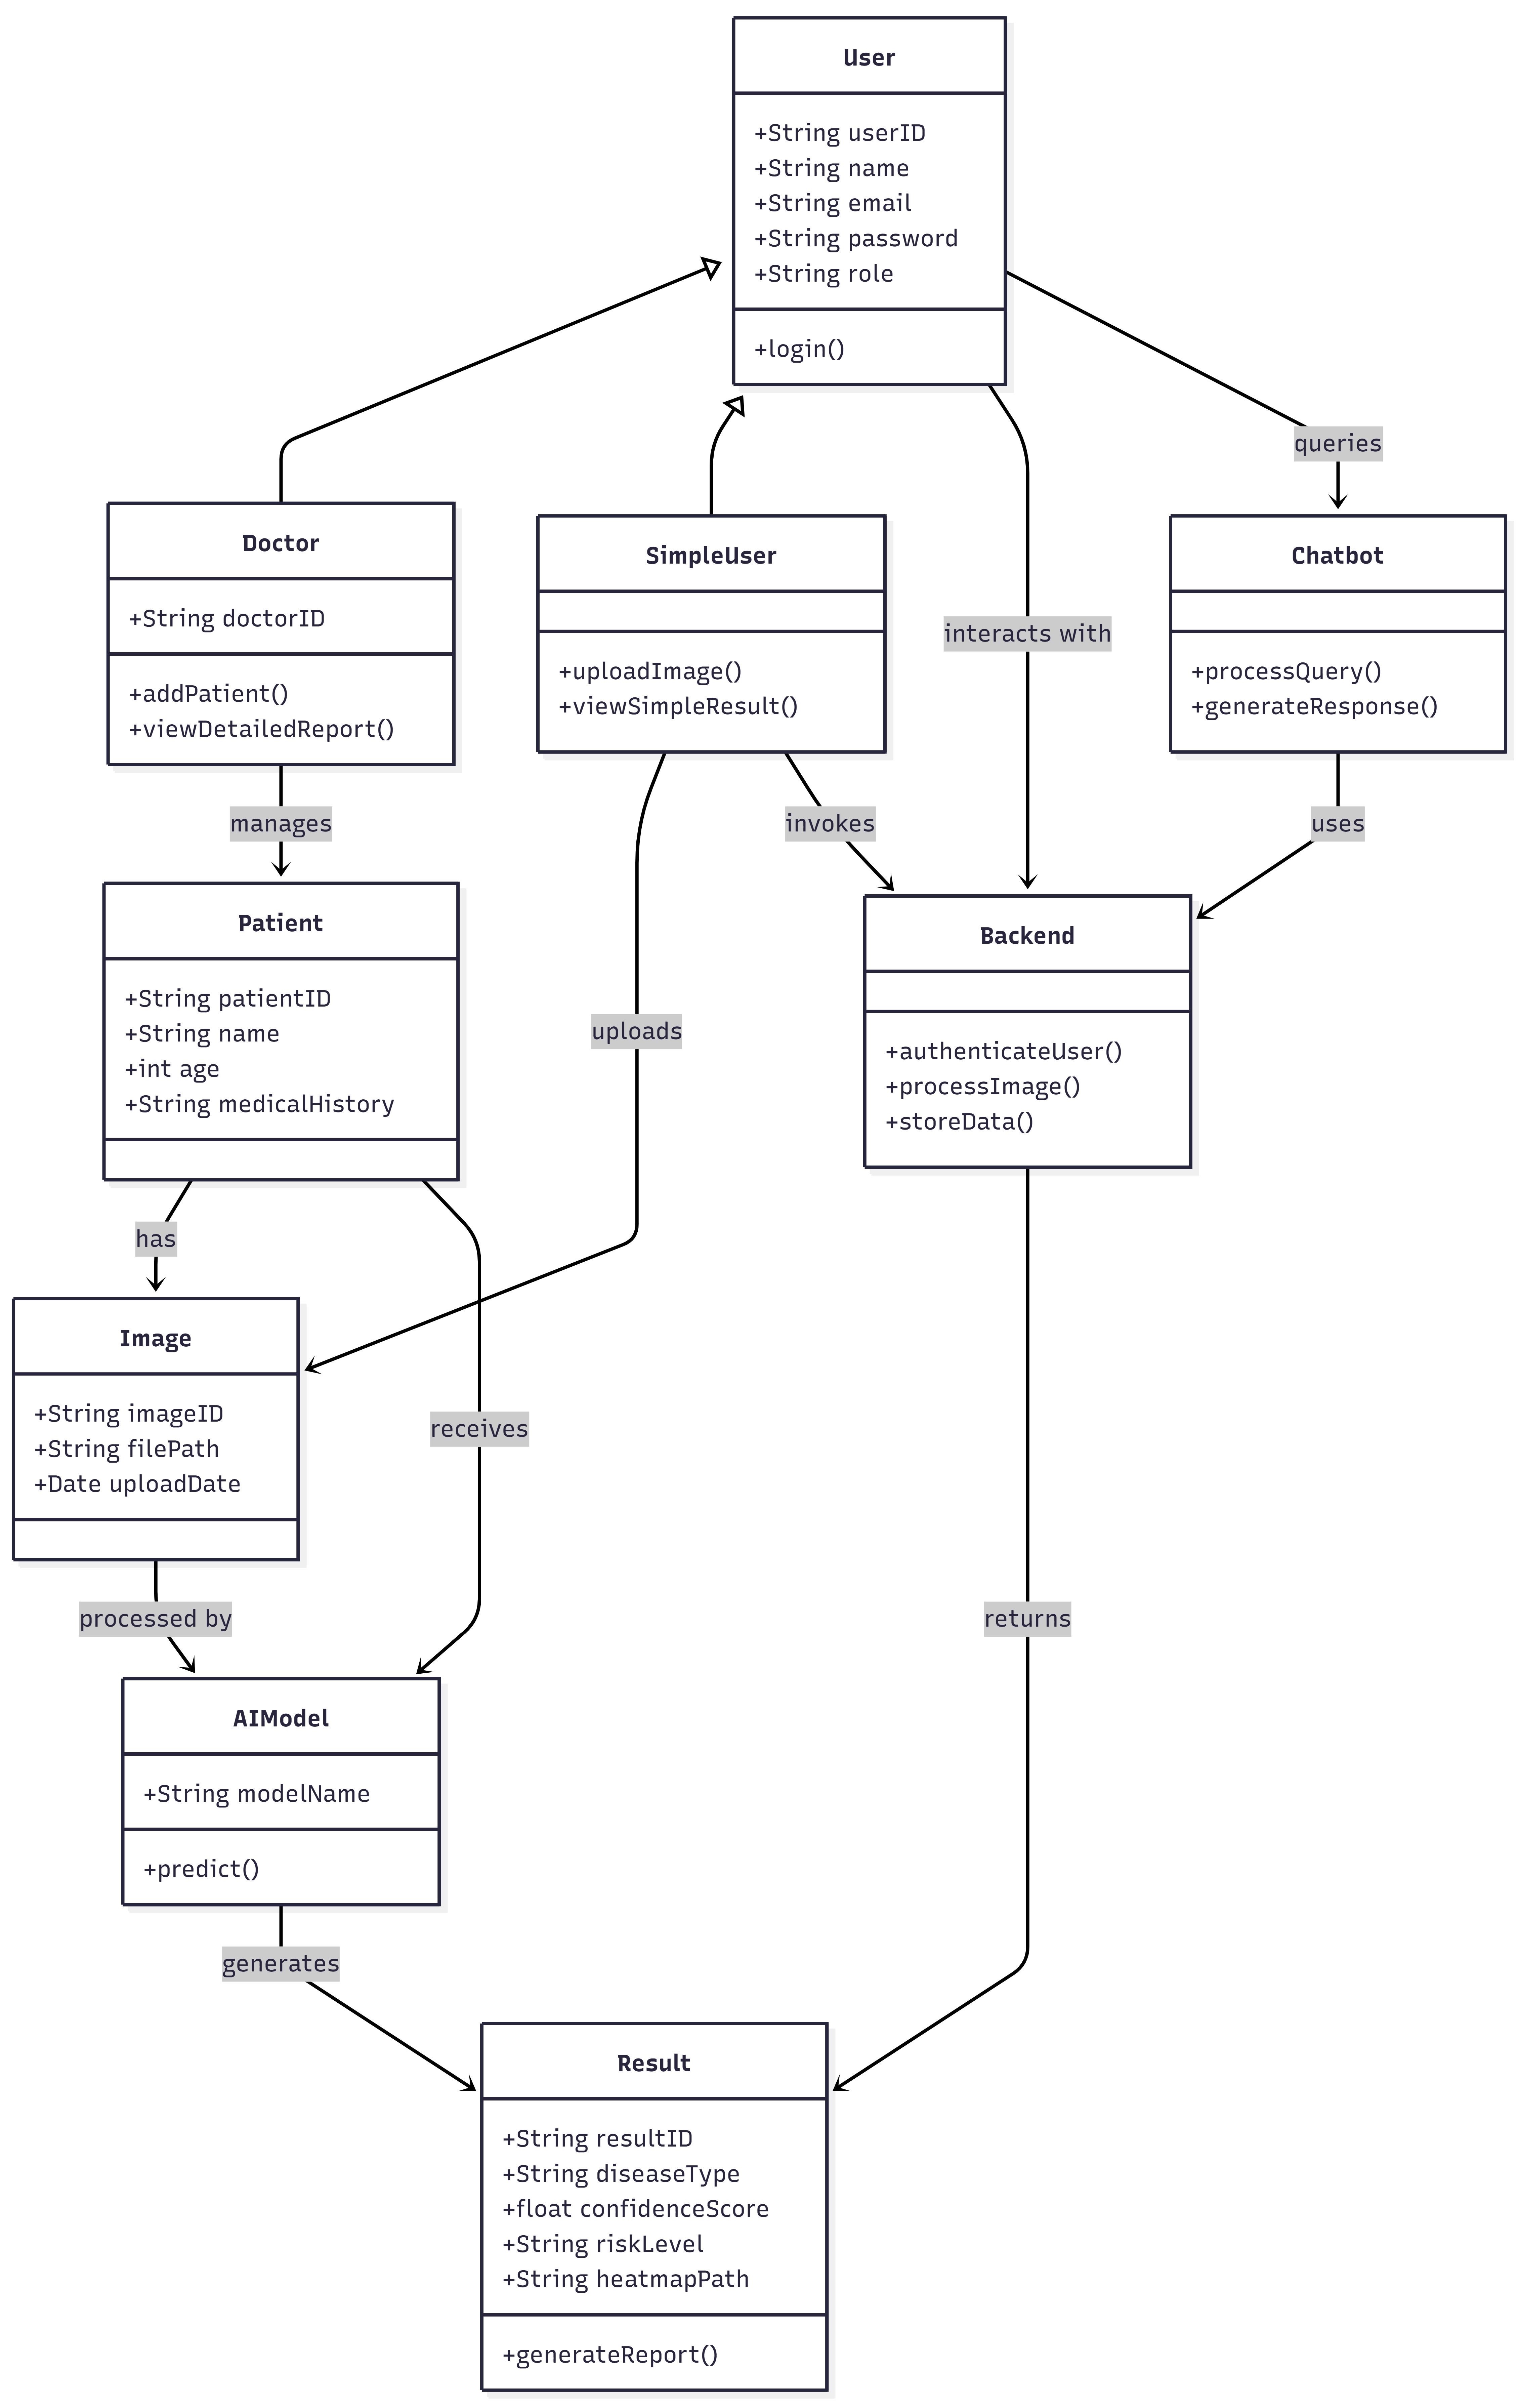 User
+String userID
+String name
+String email
+String password
+String role
+login()
queries
Doctor
+String doctorID
+addPatient()
+viewDetailedReport()
SimpleUser
+uploadImage()
+viewSimpleResult()
interacts with
Chatbot
+processQuery()
+generateResponse()
manages
invokes
uses
Patient
+String patientID
+String name
+int age
+String medicalHistory
uploads
Backend
+authenticateUser()
+processImage()
+storeData()
has
Image
+String imageID
+String filePath
+Date uploadDate
receives
processed by
returns
AIModel
+String modelName
+predict()
generates
Result
+String resultID
+String diseaseType
+float confidenceScore
+String riskLevel
+String heatmapPath
+generateReport()